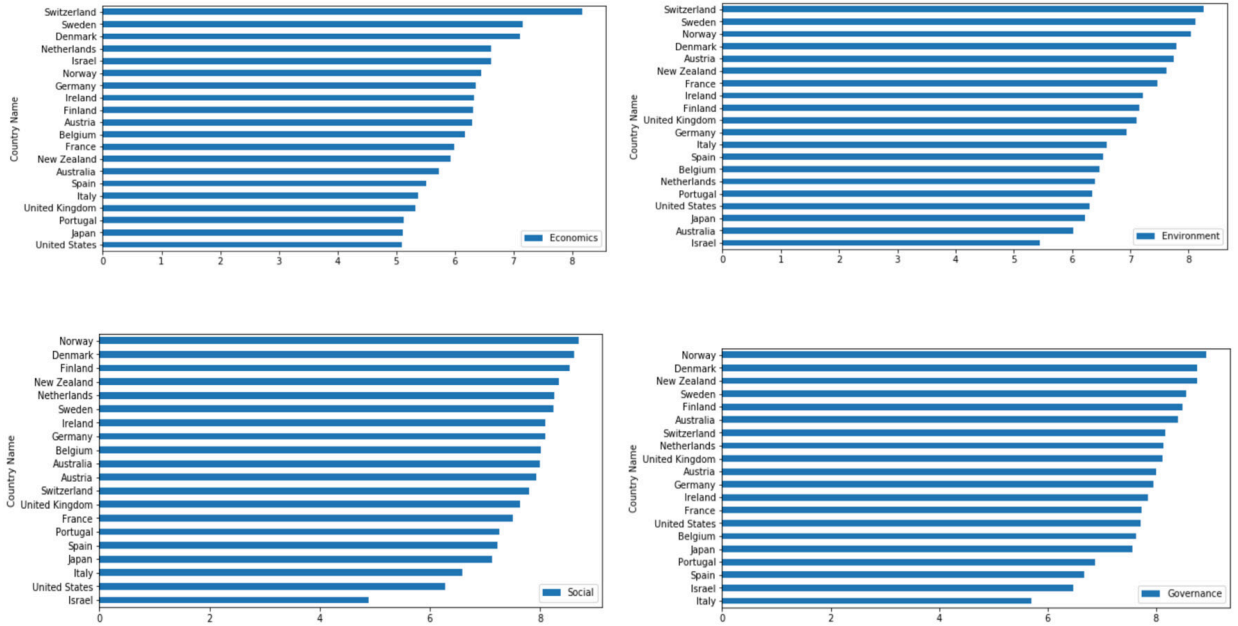 Country Name
Switzerland
Sweden
Denmark
Netherlands
Israel
Norway
Germany
Ireland
Finland
Austria
Belgium
France
New Zealand
Australia
Spain
Italy
United Kingdom
Portugal
Japan
United States
0 1 2 3 4 5 6 7 8
Economics
Country Name
Switzerland
Sweden
Norway
Denmark
Austria
New Zealand
France
Ireland
Finland
United Kingdom
Germany
Italy
Spain
Belgium
Netherlands
Portugal
United States
Japan
Australia
Israel
0 1 2 3 4 5 6 7 8
Environment
Country Name
Norway
Denmark
Finland
New Zealand
Netherlands
Sweden
Ireland
Germany
Belgium
Australia
Austria
Switzerland
United Kingdom
France
Portugal
Spain
Japan
Italy
United States
Israel
0 2 4 6 8
Social
Country Name
Norway
Denmark
New Zealand
Sweden
Finland
Australia
Switzerland
Netherlands
United Kingdom
Austria
Germany
Ireland
France
United States
Belgium
Japan
Portugal
Spain
Israel
Italy
0 2 4 6 8
Governance